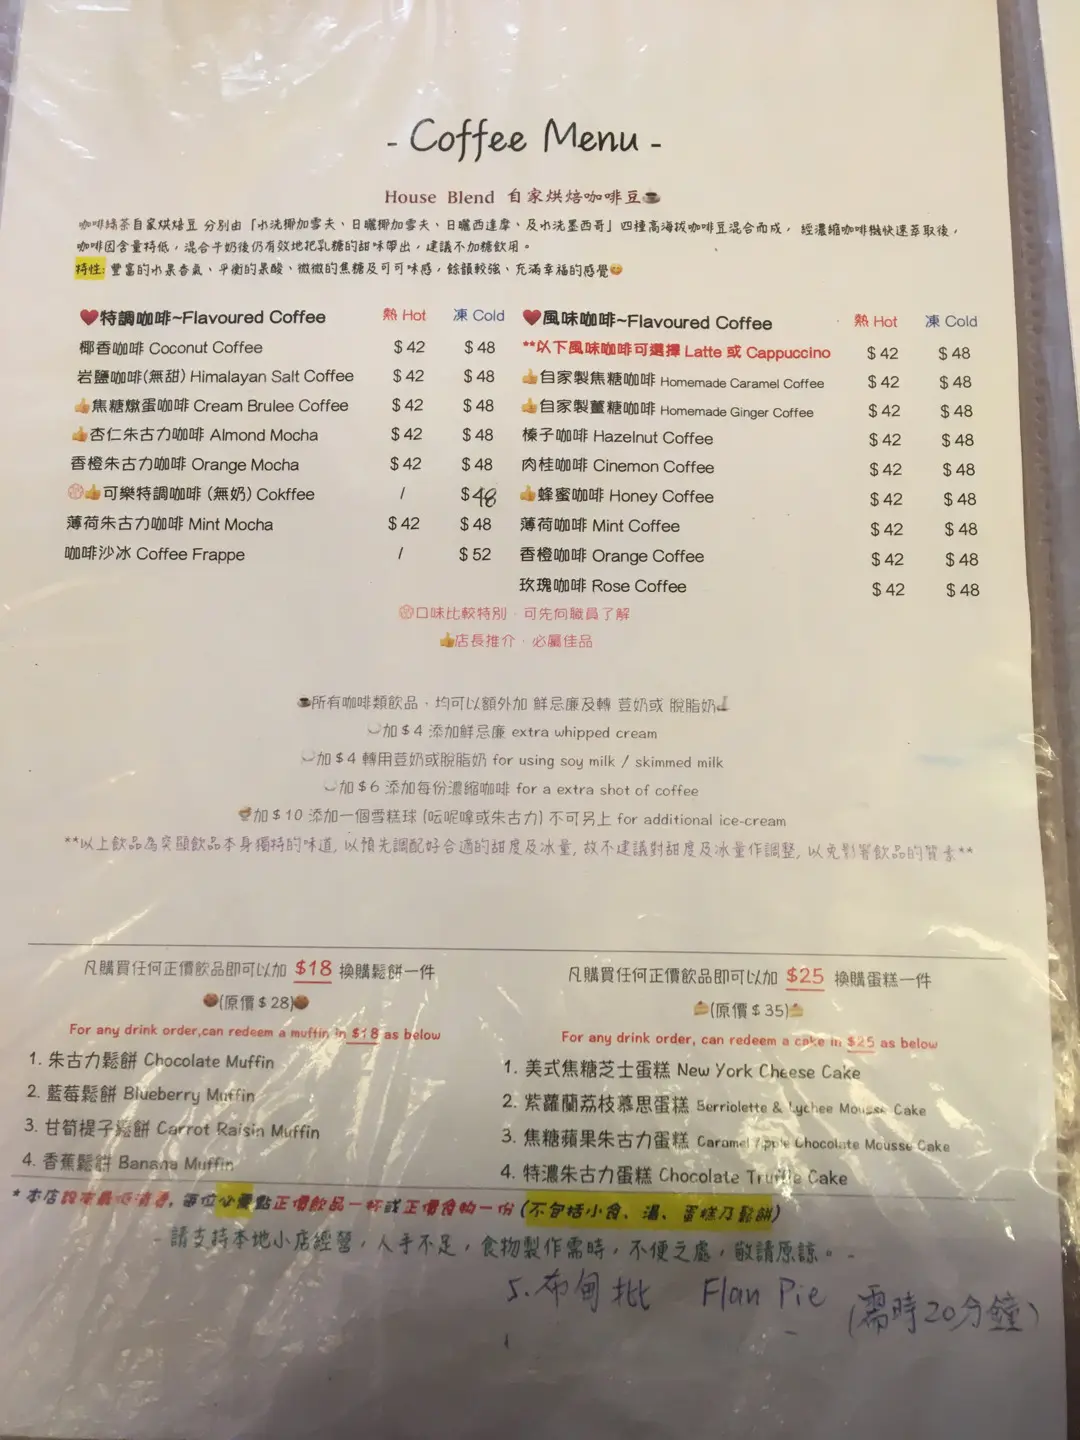 - Coffee Menu -
House Blend 自家烘焙咖啡豆
咖啡綠茶自家烘焙豆 分別由「水洗椰加雪夫、日曬椰加雪夫、日曬西達摩、及水洗墨西哥」四種高海拔咖啡豆混合而成， 經濃縮咖啡機快速萃取後，
咖啡因含量特低，混合牛奶後仍有效地把乳糖的甜味帶出，建議不加糖飲用。
特性: 豐富的水果香氣、平衡的果酸、微微的焦糖及可可味感，餘韻較強、充滿幸福的感覺
特調咖啡~Flavoured Coffee 熱 Hot 凍 Cold
椰香咖啡 Coconut Coffee $ 42 $ 48
岩鹽咖啡(無甜) Himalayan Salt Coffee $ 42 $ 48
焦糖燉蛋咖啡 Cream Brulee Coffee $ 42 $ 48
杏仁朱古力咖啡 Almond Mocha $ 42 $ 48
香橙朱古力咖啡 Orange Mocha $ 42 $ 48
可樂特調咖啡 (無奶) Cokffee / $ 48
薄荷朱古力咖啡 Mint Mocha $ 42 $ 48
咖啡沙冰 Coffee Frappe / $ 52
風味咖啡~Flavoured Coffee 熱 Hot 凍 Cold
**以下風味咖啡可選擇 Latte 或 Cappuccino $ 42 $ 48
自家製焦糖咖啡 Homemade Caramel Coffee $ 42 $ 48
自家製薑糖咖啡 Homemade Ginger Coffee $ 42 $ 48
榛子咖啡 Hazelnut Coffee $ 42 $ 48
肉桂咖啡 Cinemon Coffee $ 42 $ 48
蜂蜜咖啡 Honey Coffee $ 42 $ 48
薄荷咖啡 Mint Coffee $ 42 $ 48
香橙咖啡 Orange Coffee $ 42 $ 48
玫瑰咖啡 Rose Coffee $ 42 $ 48
口味比較特別，可先向職員了解
店長推介，必屬佳品
所有咖啡類飲品，均可以額外加 鮮忌廉及轉 荳奶或 脫脂奶
加 $ 4 添加鮮忌廉 extra whipped cream
加 $ 4 轉用荳奶或脫脂奶 for using soy milk / skimmed milk
加 $ 6 添加每份濃縮咖啡 for a extra shot of coffee
加 $ 10 添加一個雪糕球 (呍呢嗱或朱古力) 不可另上 for additional ice-cream
**以上飲品為突顯飲品本身獨特的味道, 以預先調配好合適的甜度及冰量, 故不建議對甜度及冰量作調整, 以免影響飲品的質素**
凡購買任何正價飲品即可以加 $18 換購鬆餅一件
(原價 $ 28)
For any drink order,can redeem a muffin in $18 as below
1. 朱古力鬆餅 Chocolate Muffin
2. 藍莓鬆餅 Blueberry Muffin
3. 甘筍提子鬆餅 Carrot Raisin Muffin
4. 香蕉鬆餅 Banana Muffin
凡購買任何正價飲品即可以加 $25 換購蛋糕一件
(原價 $ 35)
For any drink order, can redeem a cake in $25 as below
1. 美式焦糖芝士蛋糕 New York Cheese Cake
2. 紫蘿蘭荔枝慕思蛋糕 Berriolette & Lychee Mousse Cake
3. 焦糖蘋果朱古力蛋糕 Caramel Apple Chocolate Mousse Cake
4. 特濃朱古力蛋糕 Chocolate Truffle Cake
* 本店設有最低消費, 每位必需點正價飲品一杯或正價食物一份 (不包括小食、湯、蛋糕乃鬆餅)
- 請支持本地小店經營，人手不足，食物製作需時，不便之處，敬請原諒。-
5. 布甸批 Flan Pie (需時20分鐘)